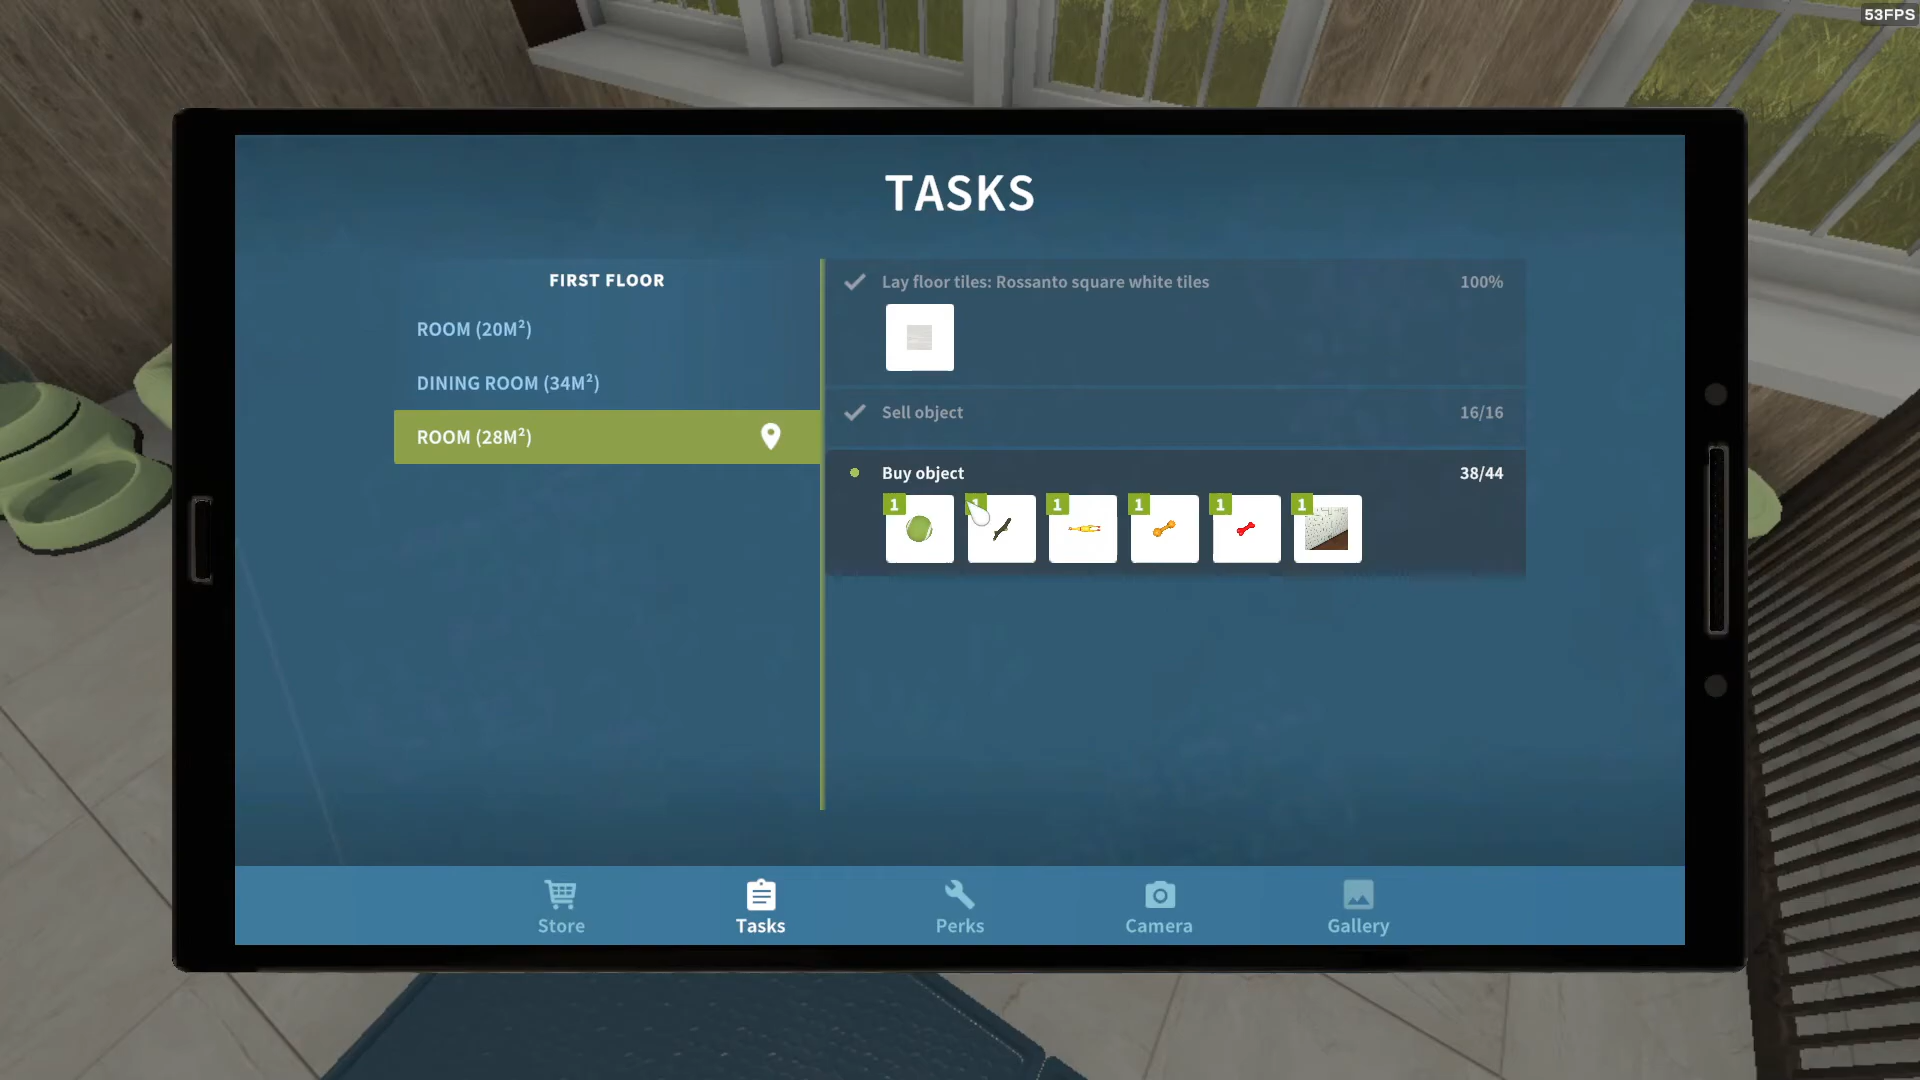 53FPS
TASKS
FIRST FLOOR
ROOM (20M²)
DINING ROOM (34M²)
ROOM (28M²)
Lay floor tiles: Rossanto square white tiles 100%
Sell object 16/16
Buy object 38/44
1 1 1 1 1 1
Store Tasks Perks Camera Gallery